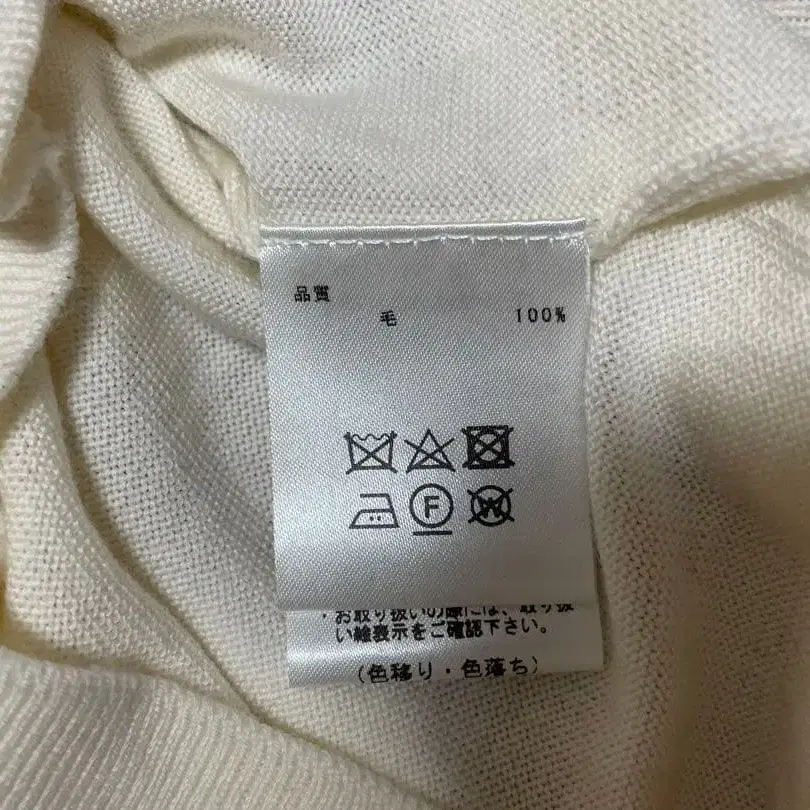 品質
毛 100%
F
W
・お取り扱いの際には、取り扱
い絵表示をご確認下さい。
(色移り・色落ち)